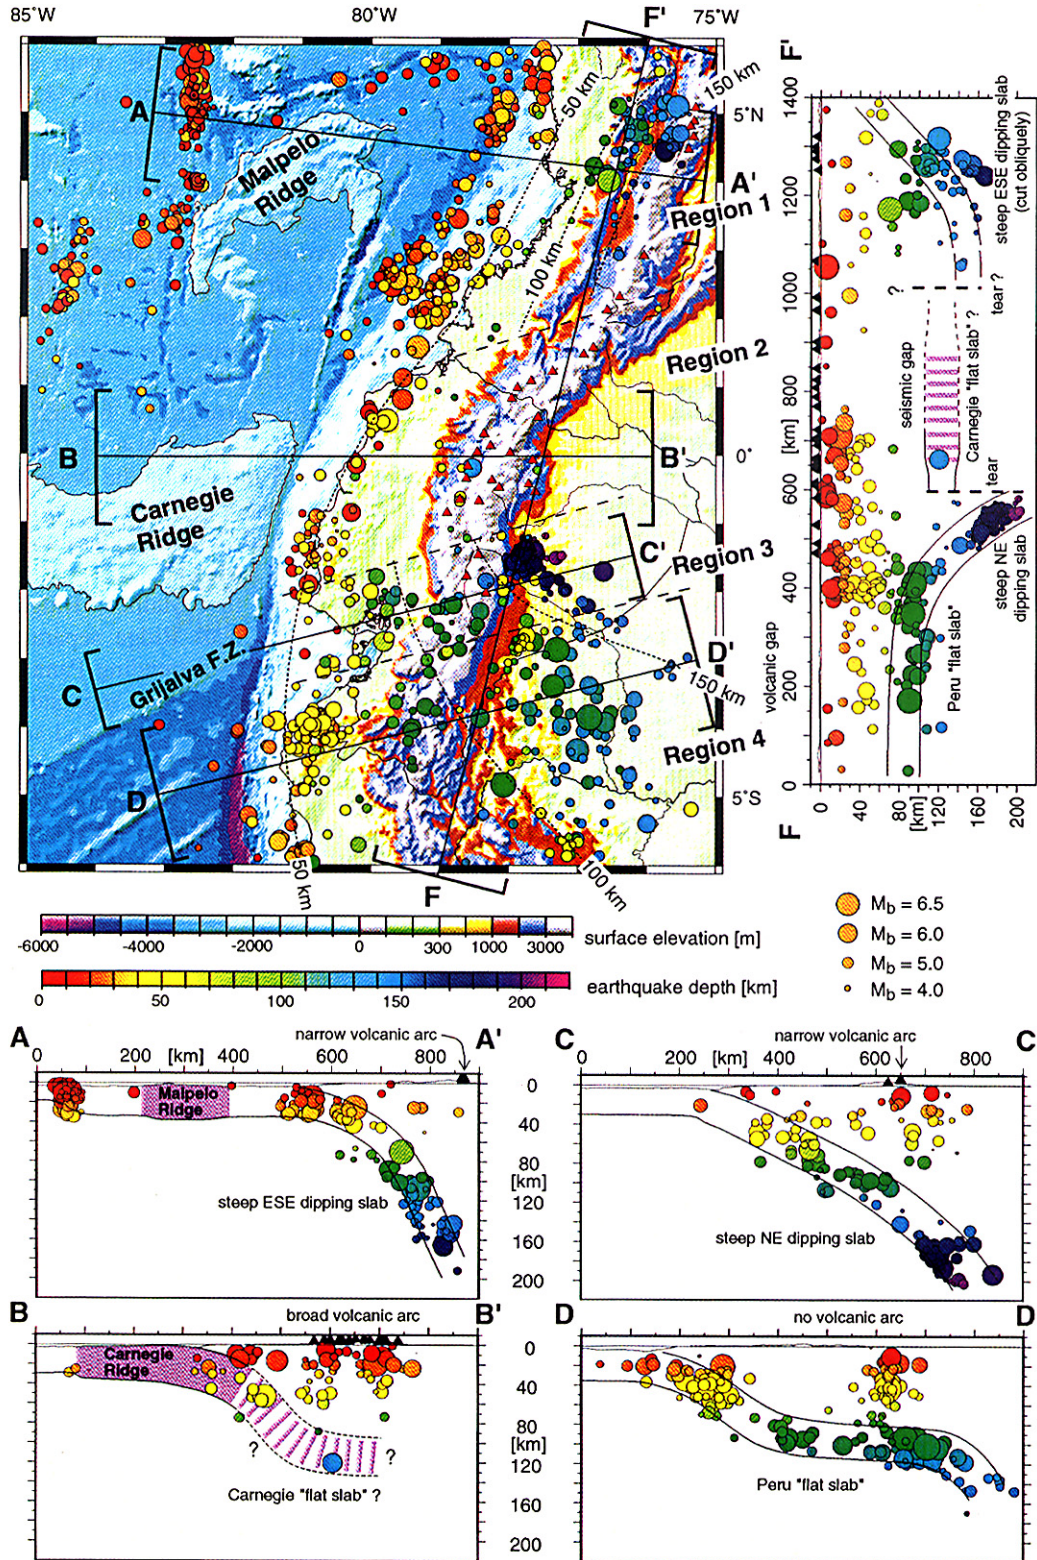 85°W
80°W
75°W
F'
50 km
150 km
A
5°N
Malpelo
Ridge
A'
Region 1
100 km
Region 2
B
B'
0°
Carnegie
Ridge
C'
Region 3
C
Grijalva F.Z.
D'
150 km
Region 4
D
5°S
50 km
F
100 km
F'
1400
1200
1000
800
[km]
600
400
200
0
F
0
40
80
[km]
120
160
200
steep ESE dipping slab
(cut obliquely)
tear ?
?
seismic gap
Carnegie "flat slab" ?
tear
steep NE
dipping slab
Peru "flat slab"
volcanic gap
-6000
-4000
-2000
0
300
1000
3000
surface elevation [m]
0
50
100
150
200
earthquake depth [km]
Mb = 6.5
Mb = 6.0
Mb = 5.0
Mb = 4.0
A
narrow volcanic arc
A'
0 200 [km] 400 600 800
Malpelo
Ridge
steep ESE dipping slab
0
40
80
[km]
120
160
200
C
narrow volcanic arc
C
0 200 [km] 400 600 800
steep NE dipping slab
B
broad volcanic arc
B'
Carnegie
Ridge
?
?
Carnegie "flat slab" ?
0
40
80
[km]
120
160
200
D
no volcanic arc
D
Peru "flat slab"